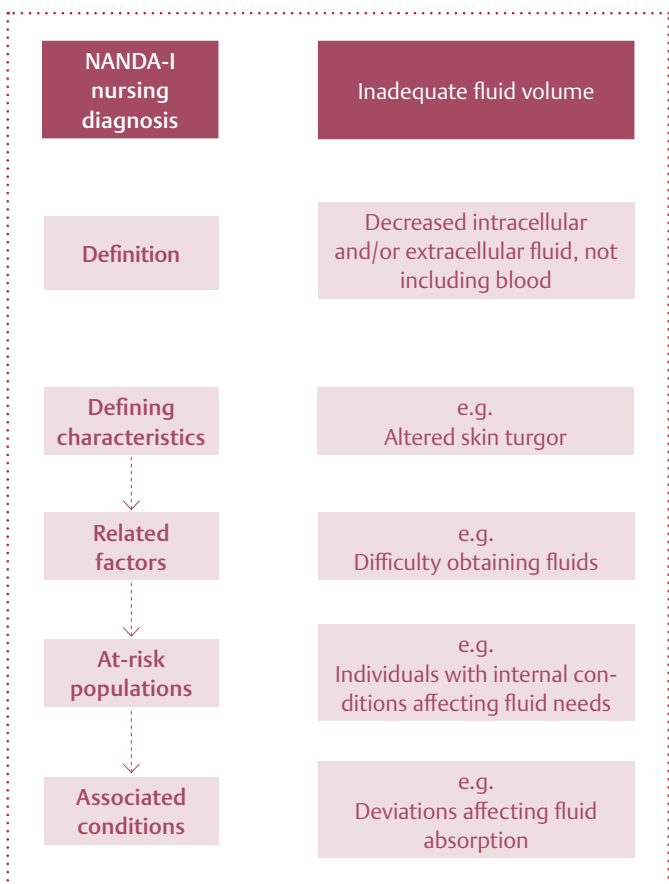 NANDA-I
nursing
diagnosis
Inadequate fluid volume
Definition
Decreased intracellular
and/or extracellular fluid, not
including blood
Defining
characteristics
e.g.
Altered skin turgor
Related
factors
e.g.
Difficulty obtaining fluids
At-risk
populations
e.g.
Individuals with internal con-
ditions affecting fluid needs
Associated
conditions
e.g.
Deviations affecting fluid
absorption